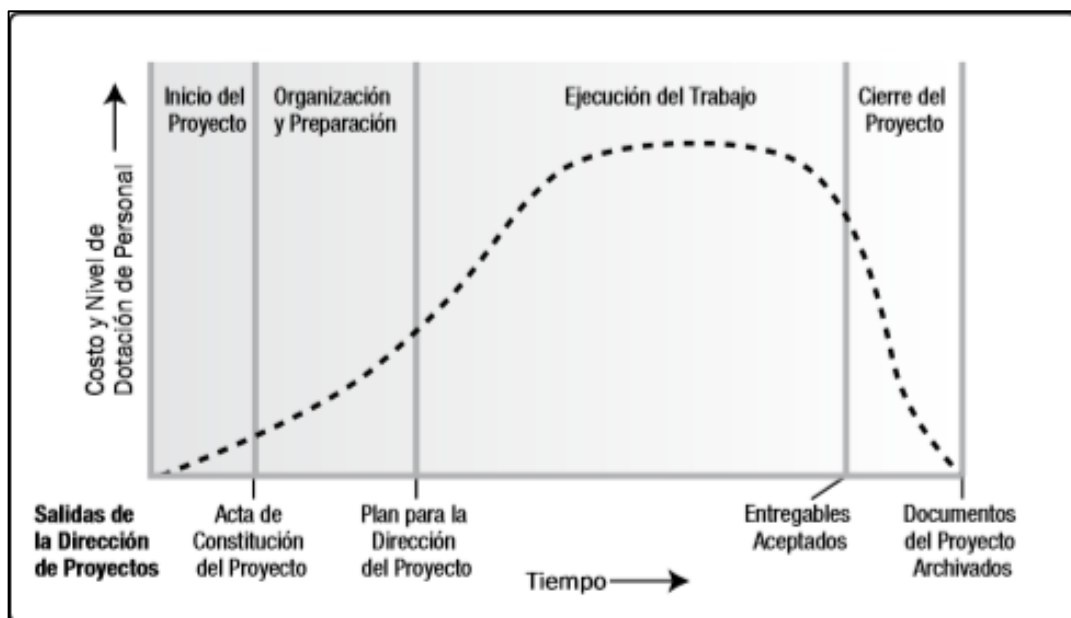 Costo y Nivel de
Dotación de Personal
Inicio del
Proyecto
Organización
y Preparación
Ejecución del Trabajo
Cierre del
Proyecto
Salidas de
la Dirección
de Proyectos
Acta de
Constitución
del Proyecto
Plan para la
Dirección
del Proyecto
Tiempo
Entregables
Aceptados
Documentos
del Proyecto
Archivados